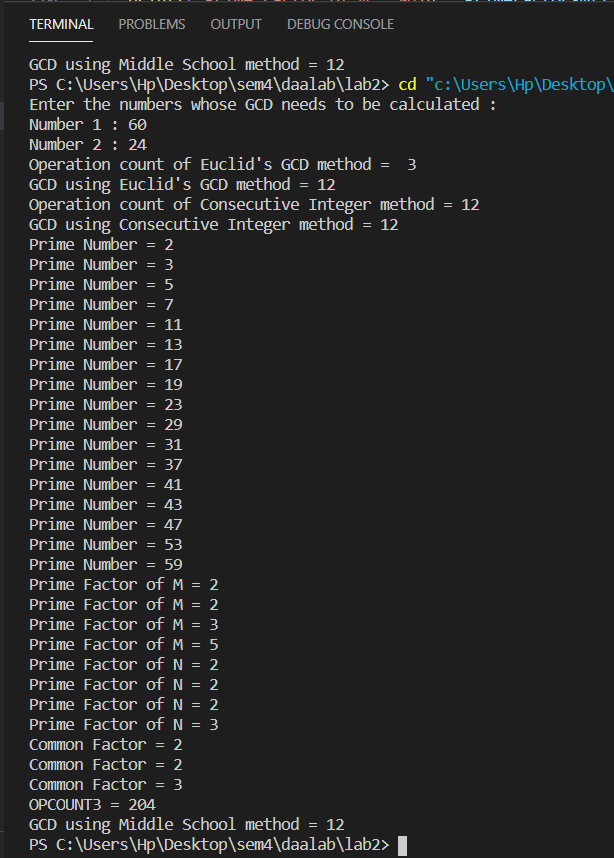 TERMINAL PROBLEMS OUTPUT DEBUG CONSOLE
GCD using Middle School method = 12
PS C:\Users\Hp\Desktop\sem4\daalab\lab2> cd "c:\Users\Hp\Desktop\
Enter the numbers whose GCD needs to be calculated :
Number 1 : 60
Number 2 : 24
Operation count of Euclid's GCD method =  3
GCD using Euclid's GCD method = 12
Operation count of Consecutive Integer method = 12
GCD using Consecutive Integer method = 12
Prime Number = 2
Prime Number = 3
Prime Number = 5
Prime Number = 7
Prime Number = 11
Prime Number = 13
Prime Number = 17
Prime Number = 19
Prime Number = 23
Prime Number = 29
Prime Number = 31
Prime Number = 37
Prime Number = 41
Prime Number = 43
Prime Number = 47
Prime Number = 53
Prime Number = 59
Prime Factor of M = 2
Prime Factor of M = 2
Prime Factor of M = 3
Prime Factor of M = 5
Prime Factor of N = 2
Prime Factor of N = 2
Prime Factor of N = 2
Prime Factor of N = 3
Common Factor = 2
Common Factor = 2
Common Factor = 3
OPCOUNT3 = 204
GCD using Middle School method = 12
PS C:\Users\Hp\Desktop\sem4\daalab\lab2>